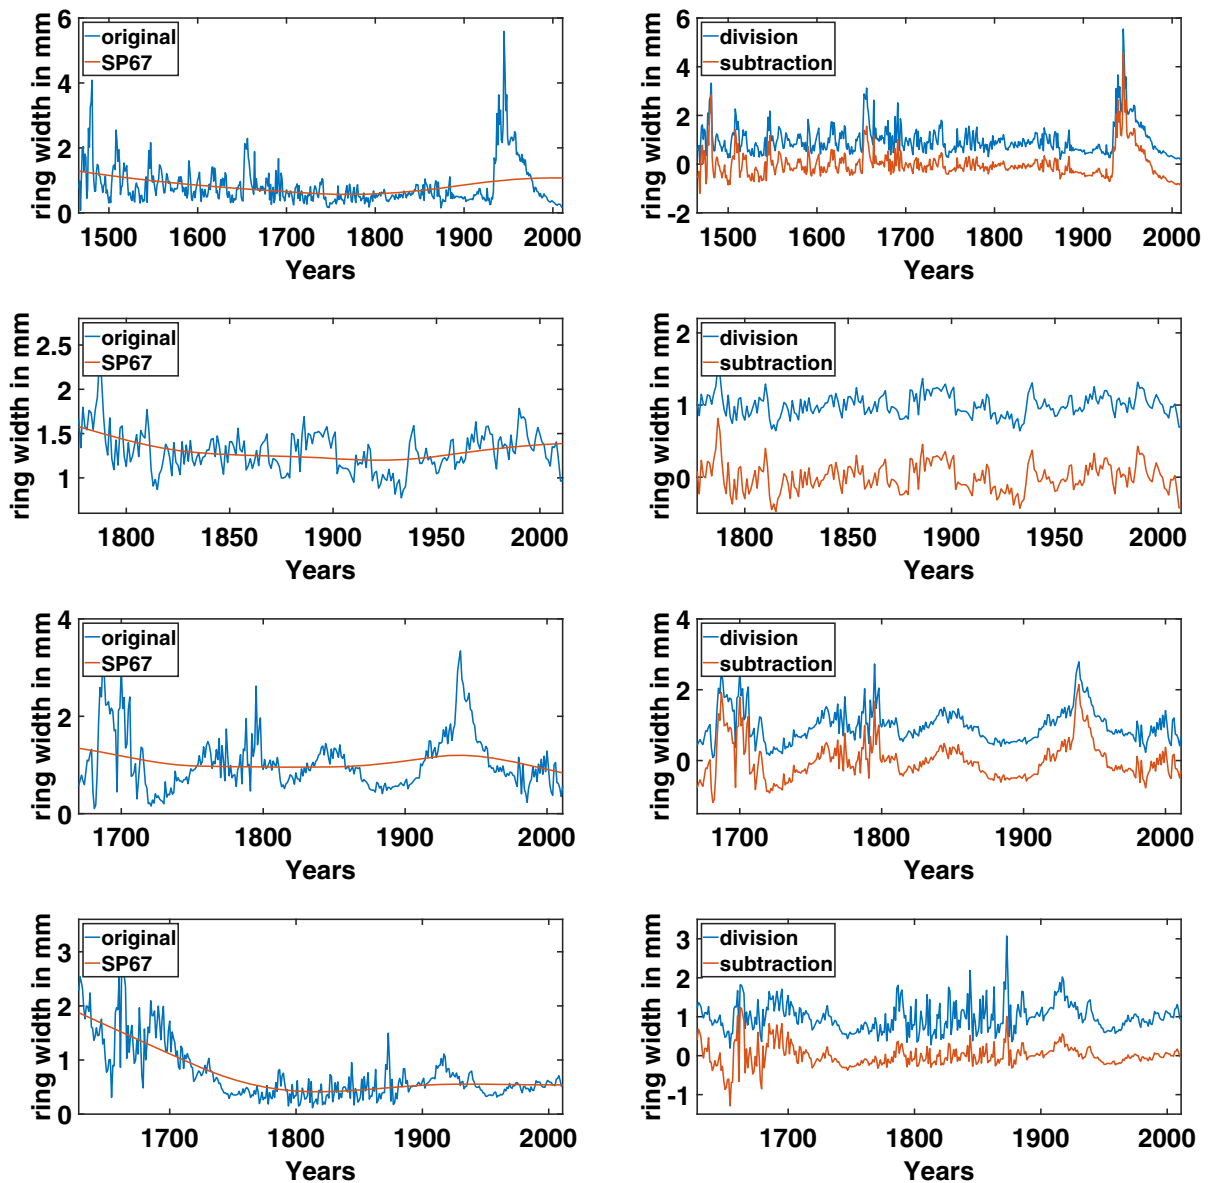 ring width in mm
6
4
2
0
original
SP67
1500 1600 1700 1800 1900 2000
Years
ring width in mm
6
4
2
0
-2
division
subtraction
1500 1600 1700 1800 1900 2000
Years
ring width in mm
2.5
2
1.5
1
original
SP67
1800 1850 1900 1950 2000
Years
ring width in mm
2
1
0
division
subtraction
1800 1850 1900 1950 2000
Years
ring width in mm
4
2
0
original
SP67
1700 1800 1900 2000
Years
ring width in mm
4
2
0
division
subtraction
1700 1800 1900 2000
Years
ring width in mm
3
2
1
0
original
SP67
1700 1800 1900 2000
Years
ring width in mm
3
2
1
0
-1
division
subtraction
1700 1800 1900 2000
Years